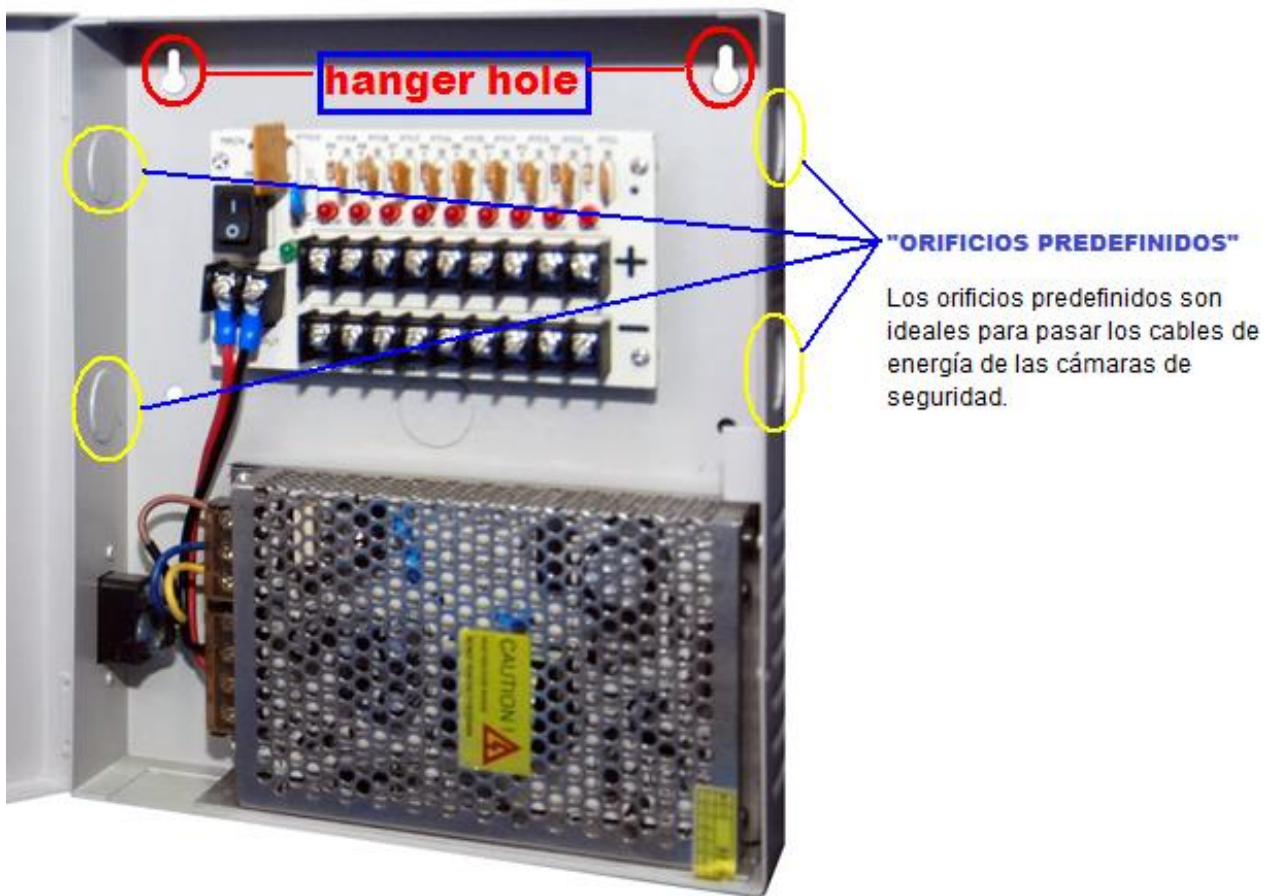 hanger hole
"ORIFICIOS PREDEFINIDOS"
Los orificios predefinidos son
ideales para pasar los cables de
energía de las cámaras de
seguridad.
+
−
CAUTION !